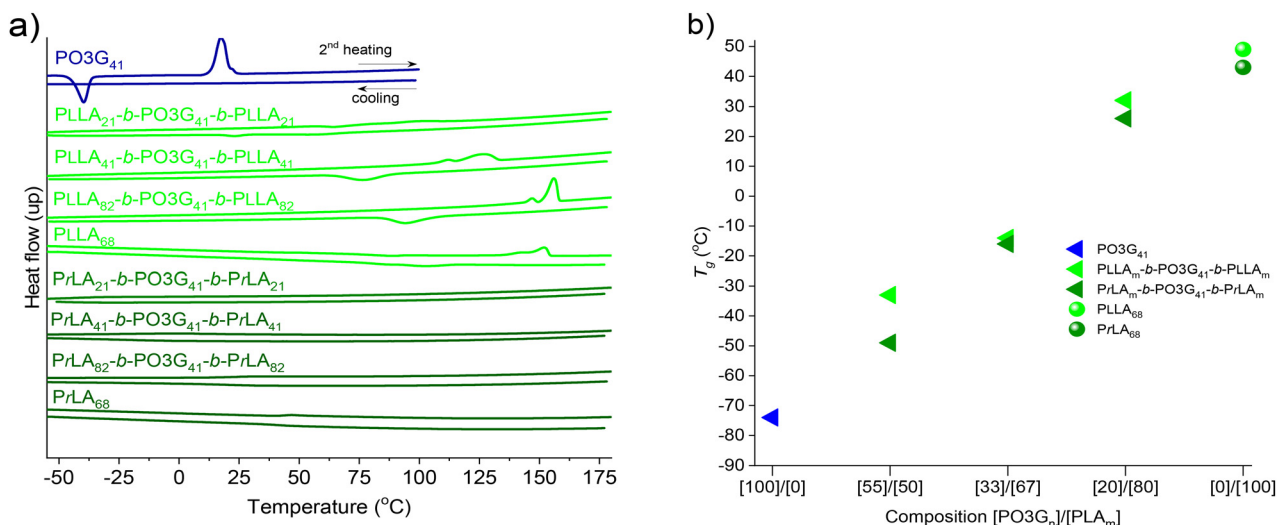 a)
PO3G41
2nd heating
cooling
PLLA21-b-PO3G41-b-PLLA21
PLLA41-b-PO3G41-b-PLLA41
PLLA82-b-PO3G41-b-PLLA82
PLLA68
PrLA21-b-PO3G41-b-PrLA21
PrLA41-b-PO3G41-b-PrLA41
PrLA82-b-PO3G41-b-PrLA82
PrLA68
Heat flow (up)
-50 -25 0 25 50 75 100 125 150 175
Temperature (oC)
b)
50
40
30
20
10
0
-10
-20
-30
-40
-50
-60
-70
-80
-90
Tg (oC)
PO3G41
PLLAm-b-PO3G41-b-PLLAm
PrLAm-b-PO3G41-b-PrLAm
PLLA68
PrLA68
[100]/[0] [55]/[50] [33]/[67] [20]/[80] [0]/[100]
Composition [PO3Gn]/[PLAm]